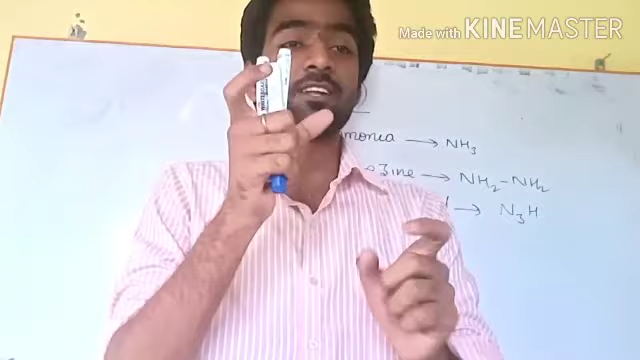 Made with KINEMASTER
monia → NH3
zine → NH2-NH2
→ N3H